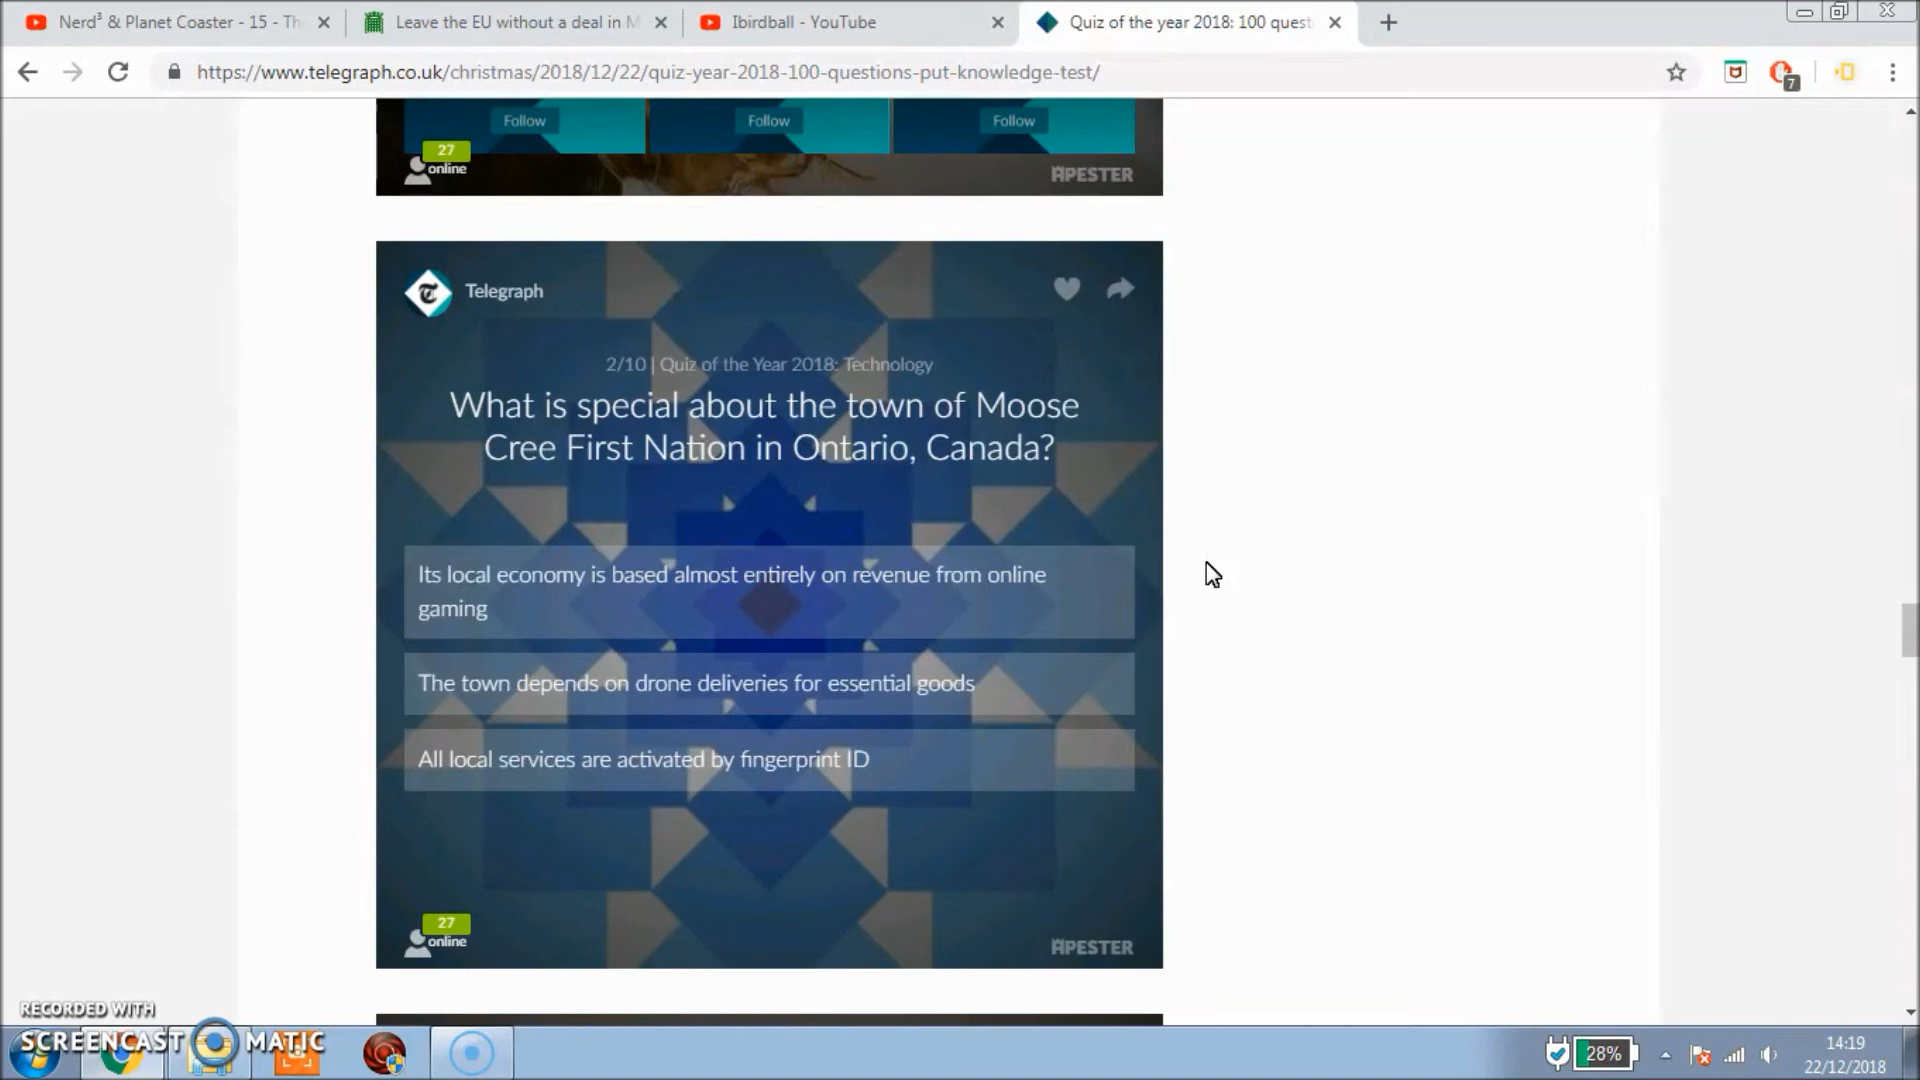 Nerd³ & Planet Coaster - 15 - Th
Leave the EU without a deal in M
Ibirdball - YouTube
Quiz of the year 2018: 100 quest
https://www.telegraph.co.uk/christmas/2018/12/22/quiz-year-2018-100-questions-put-knowledge-test/
7
Follow
Follow
Follow
27
online
APESTER
Telegraph
2/10 | Quiz of the Year 2018: Technology
What is special about the town of Moose
Cree First Nation in Ontario, Canada?
Its local economy is based almost entirely on revenue from online
gaming
The town depends on drone deliveries for essential goods
All local services are activated by fingerprint ID
27
online
APESTER
RECORDED WITH
SCREENCAST MATIC
28%
14:19
22/12/2018